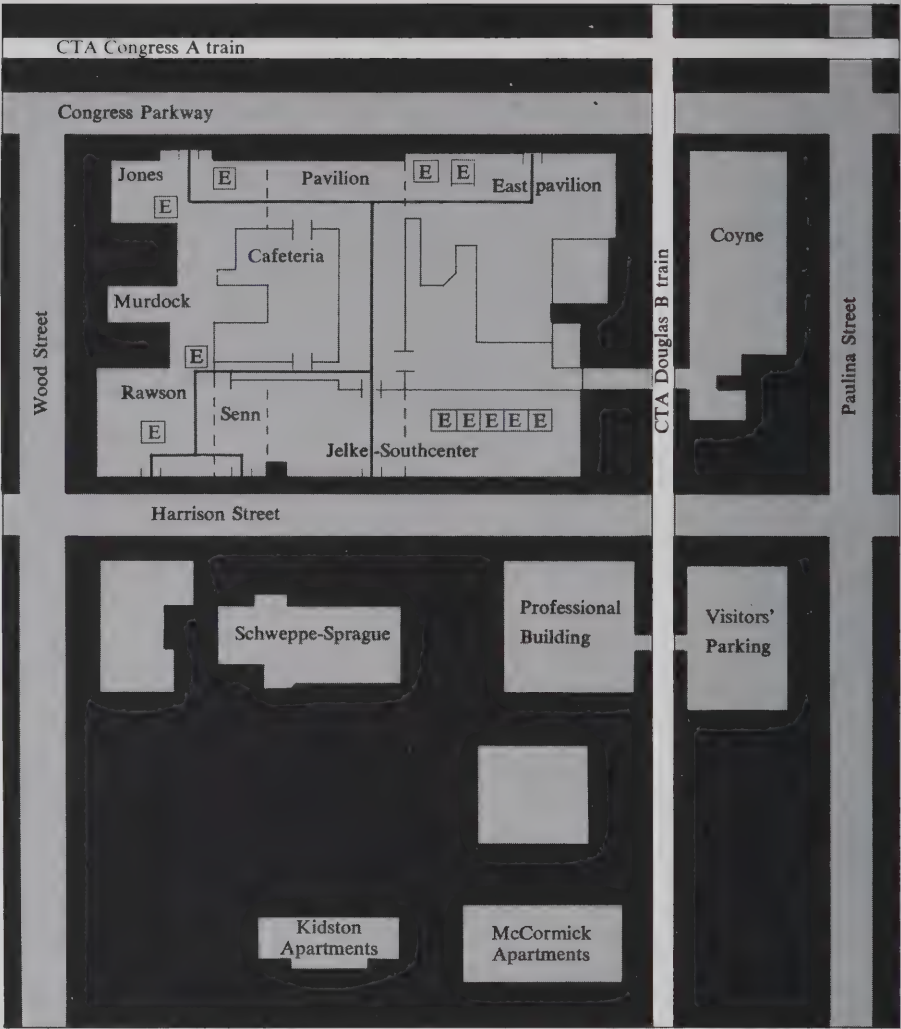 CTA Congress A train
Congress Parkway
Jones
E
Pavilion
E
E
East pavilion
E
Cafeteria
Coyne
Murdock
Wood Street
CTA Douglas B train
Paulina Street
E
Rawson
Senn
E
E
E
E
E
E
Jelke-Southcenter
Harrison Street
Schweppe-Sprague
Professional
Building
Visitors'
Parking
Kidston
Apartments
McCormick
Apartments